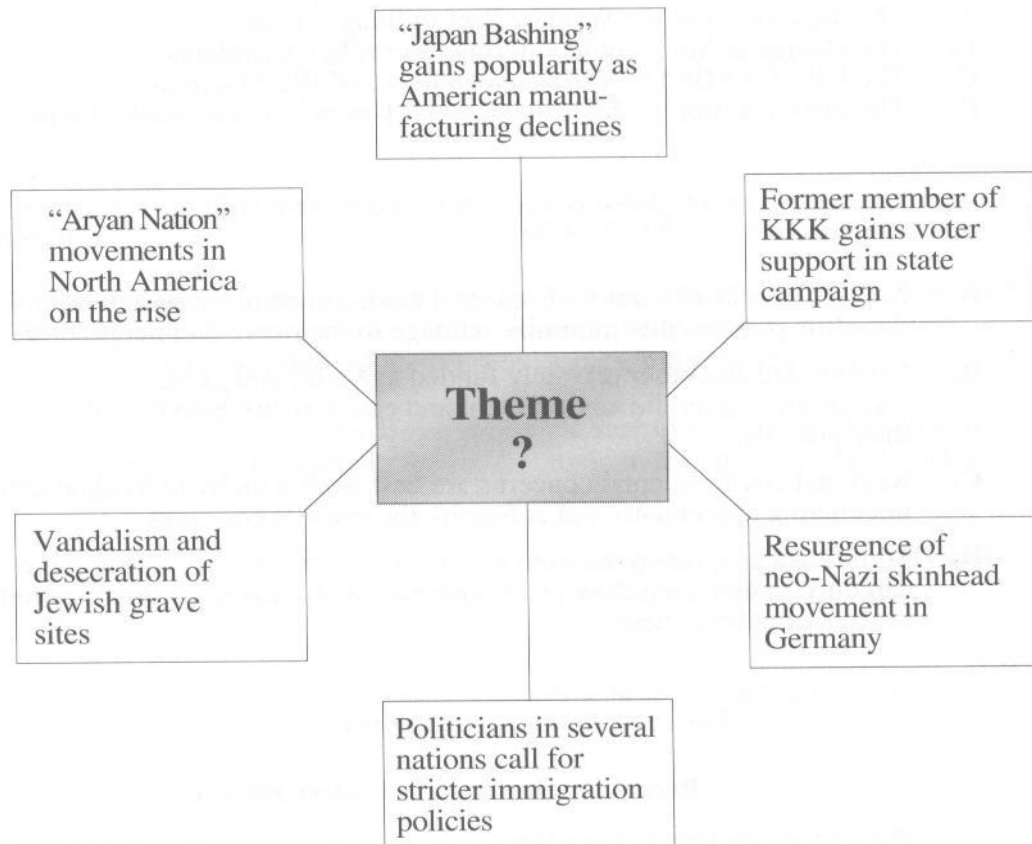 “Japan Bashing”
gains popularity as
American manu-
facturing declines
“Aryan Nation”
movements in
North America
on the rise
Former member of
KKK gains voter
support in state
campaign
Theme
?
Vandalism and
desecration of
Jewish grave
sites
Resurgence of
neo-Nazi skinhead
movement in
Germany
Politicians in several
nations call for
stricter immigration
policies